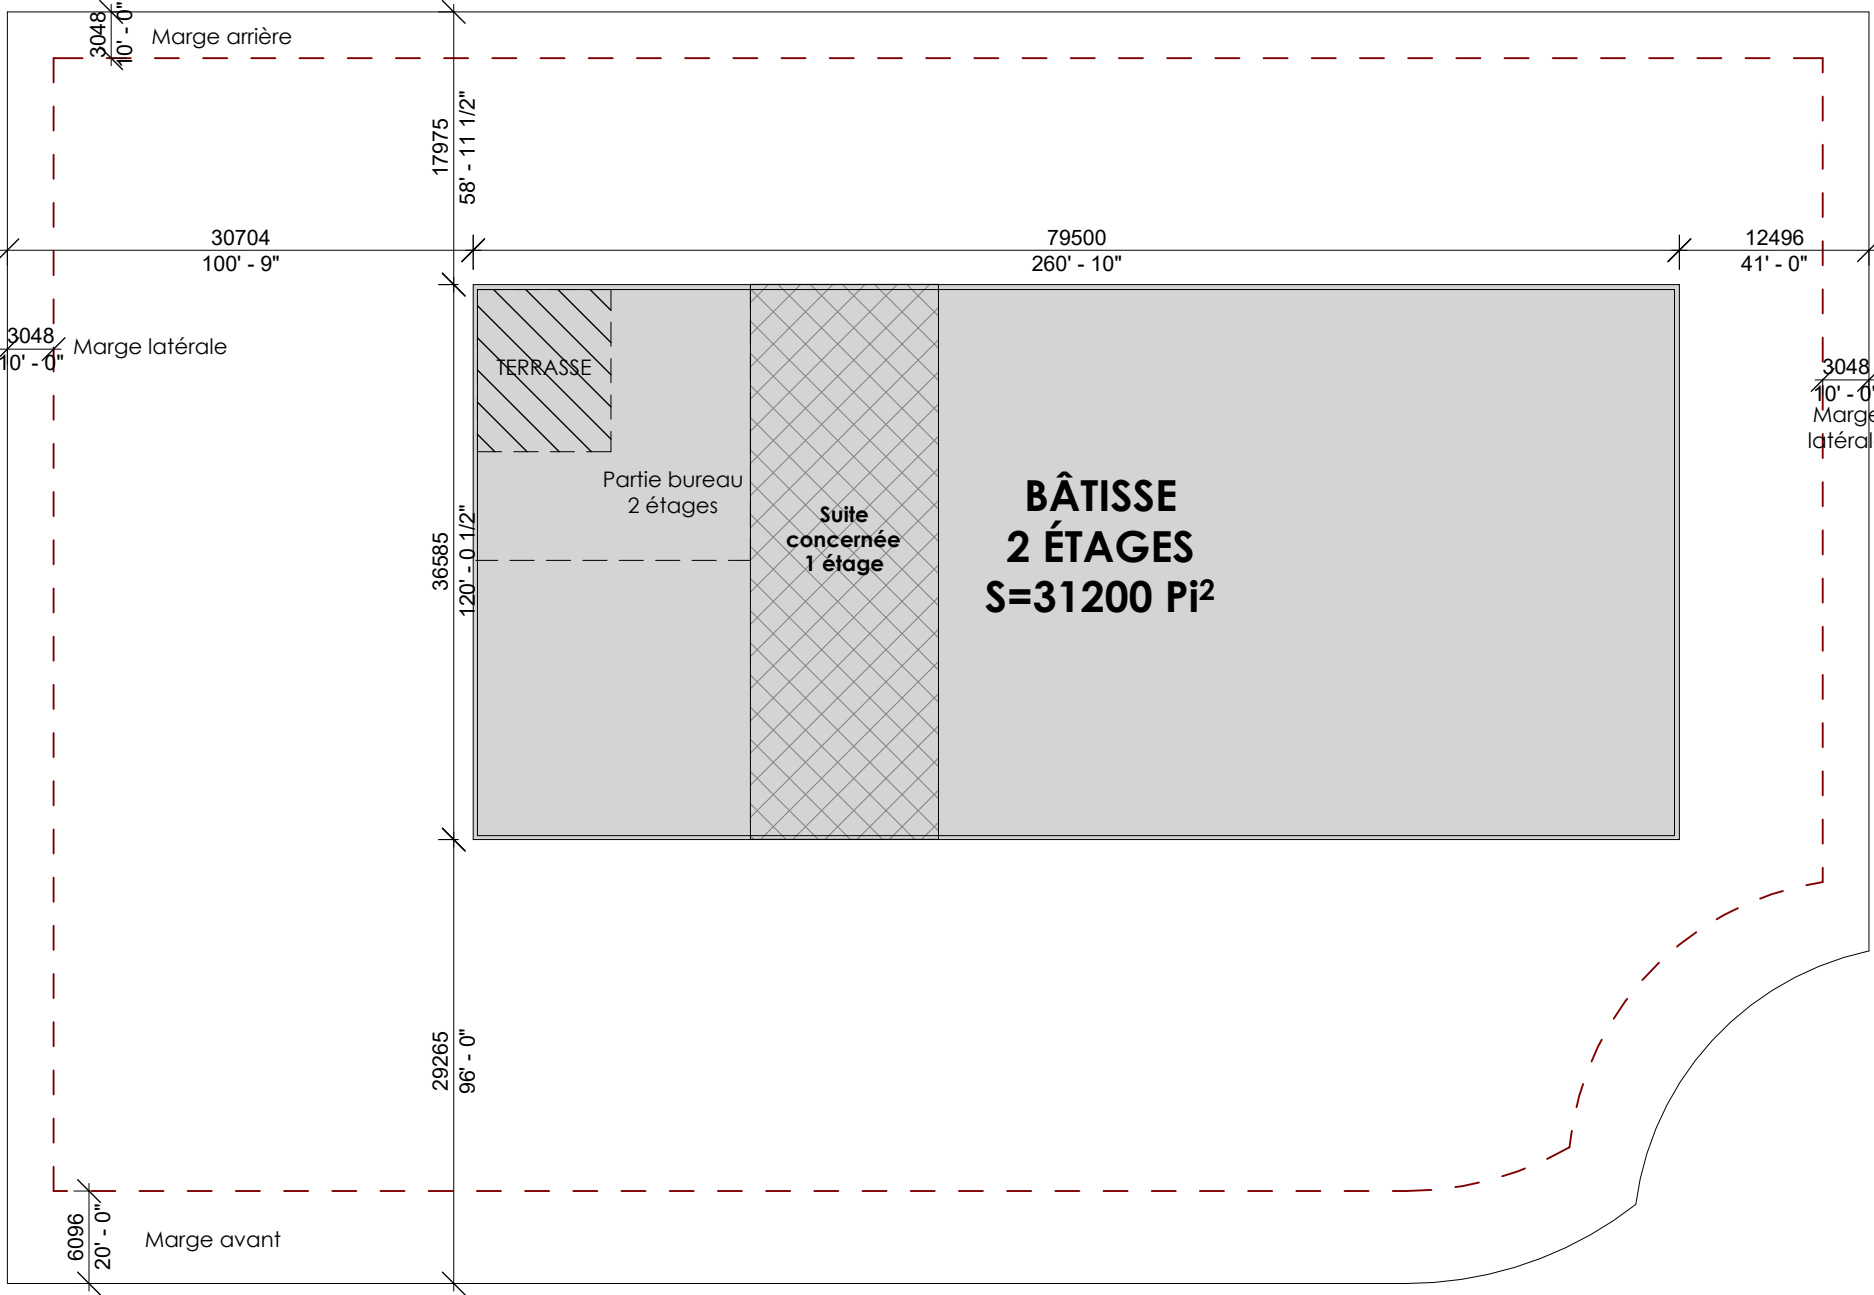 3048
10' - 0"
Marge arrière
17975
58' - 11 1/2"
30704
100' - 9"
79500
260' - 10"
12496
41' - 0"
3048
10' - 0"
Marge latérale
TERRASSE
3048
10' - 0"
Marge
latéral
Partie bureau
2 étages
36585
120' - 0 1/2"
Suite
concernée
1 étage
BÂTISSE
2 ÉTAGES
S=31200 Pi²
29265
96' - 0"
6096
20' - 0"
Marge avant